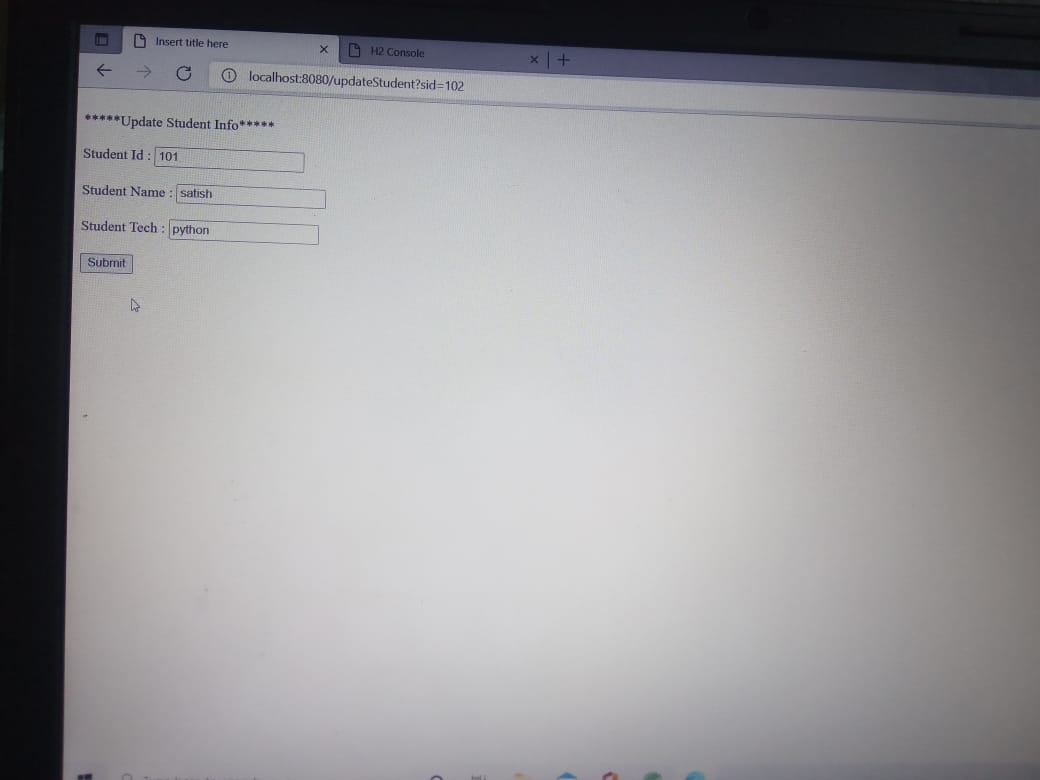 Insert title here
H2 Console
localhost:8080/updateStudent?sid=102
*****Update Student Info*****
Student Id : 101
Student Name : satish
Student Tech : python
Submit